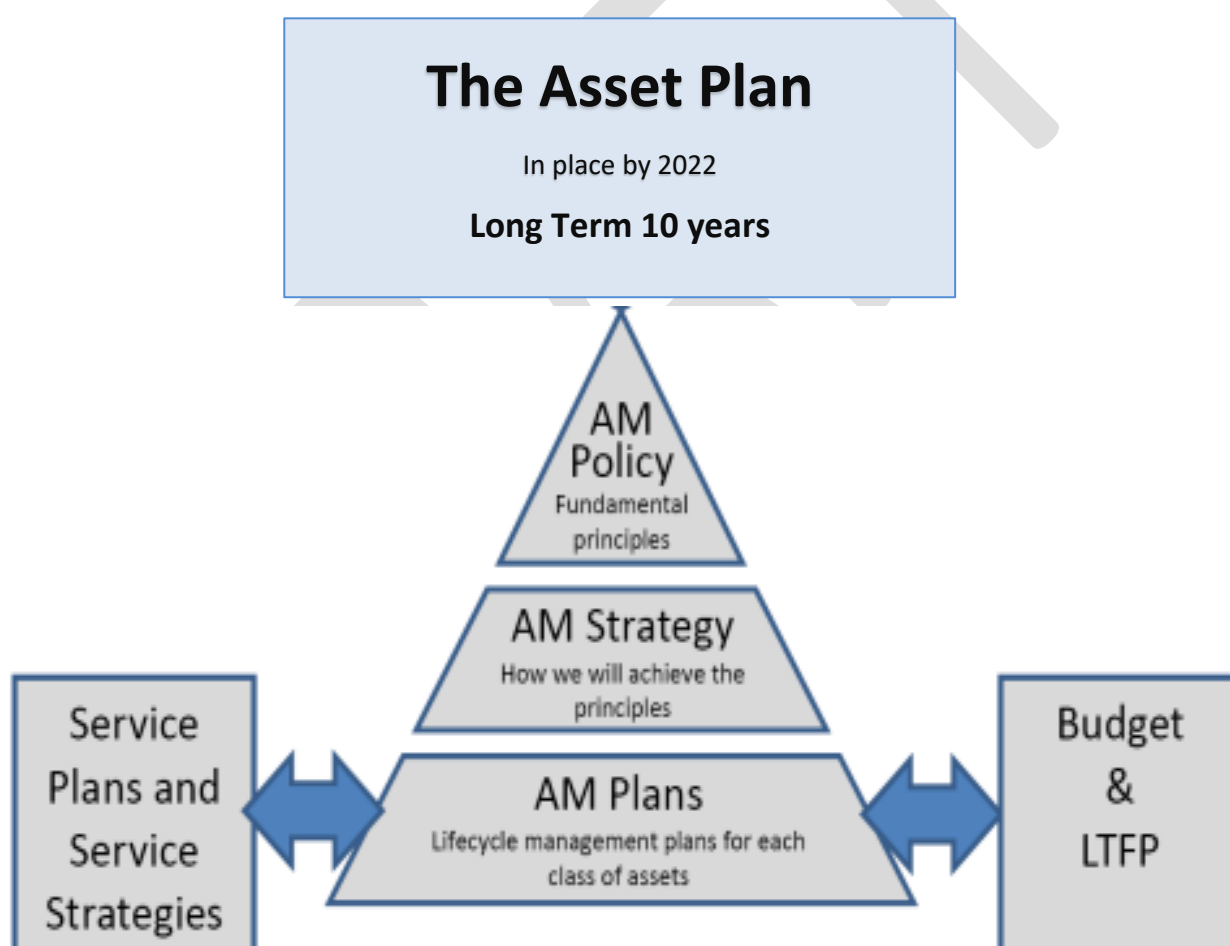 The Asset Plan
In place by 2022
Long Term 10 years
AM
Policy
Fundamental
principles
AM Strategy
How we will achieve the
principles
Service
Plans and
Service
Strategies
AM Plans
Lifecycle management plans for each
class of assets
Budget
&
LTFP